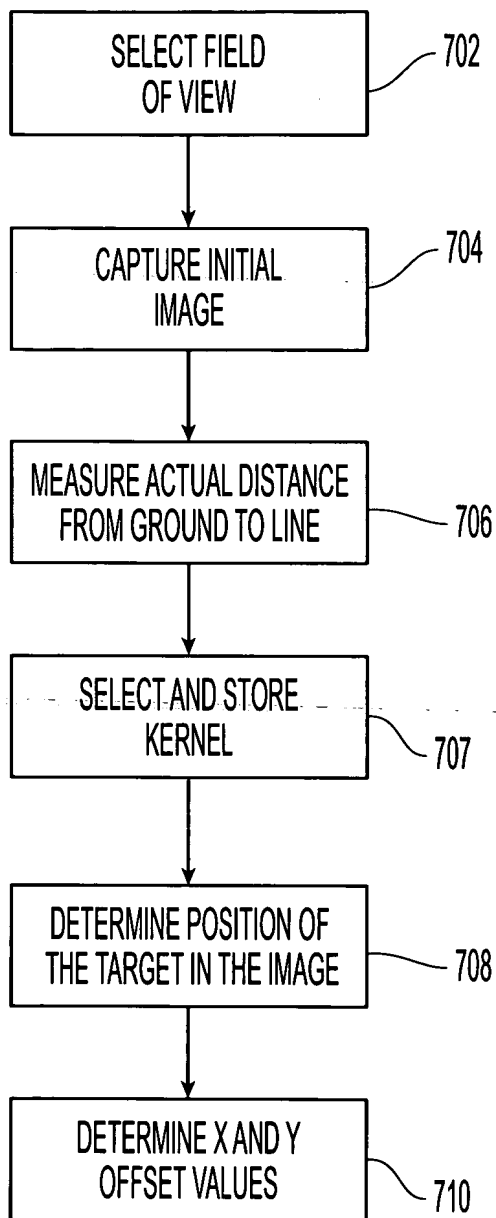 SELECT FIELD
OF VIEW
702
CAPTURE INITIAL
IMAGE
704
MEASURE ACTUAL DISTANCE
FROM GROUND TO LINE
706
SELECT AND STORE
KERNEL
707
DETERMINE POSITION OF
THE TARGET IN THE IMAGE
708
DETERMINE X AND Y
OFFSET VALUES
710